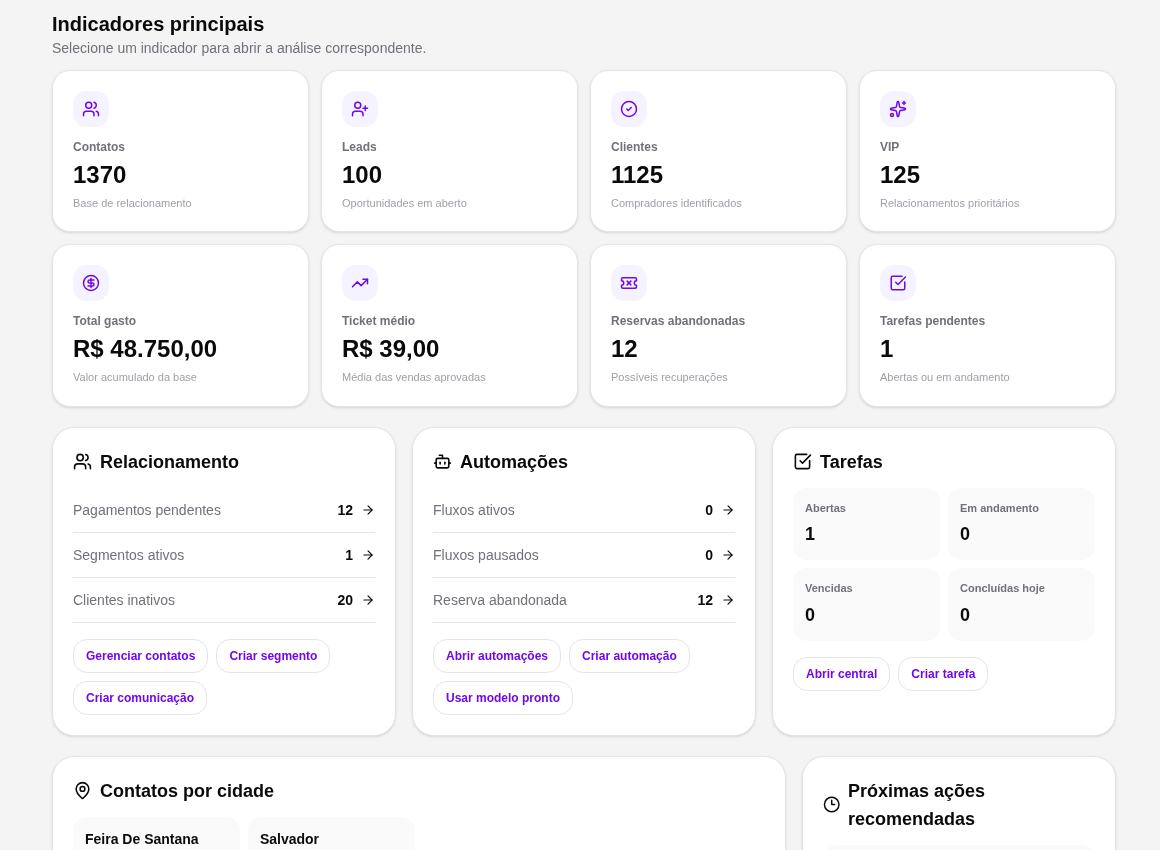 Indicadores principais
Selecione um indicador para abrir a análise correspondente.
Contatos
1370
Base de relacionamento
Leads
100
Oportunidades em aberto
Clientes
1125
Compradores identificados
VIP
125
Relacionamentos prioritários
Total gasto
R$ 48.750,00
Valor acumulado da base
Ticket médio
R$ 39,00
Média das vendas aprovadas
Reservas abandonadas
12
Possíveis recuperações
Tarefas pendentes
1
Abertas ou em andamento
Relacionamento
Pagamentos pendentes 12
Segmentos ativos 1
Clientes inativos 20
Gerenciar contatos
Criar segmento
Criar comunicação
Automações
Fluxos ativos 0
Fluxos pausados 0
Reserva abandonada 12
Abrir automações
Criar automação
Usar modelo pronto
Tarefas
Abertas
1
Em andamento
0
Vencidas
0
Concluídas hoje
0
Abrir central
Criar tarefa
Contatos por cidade
Feira De Santana
Salvador
Próximas ações
recomendadas